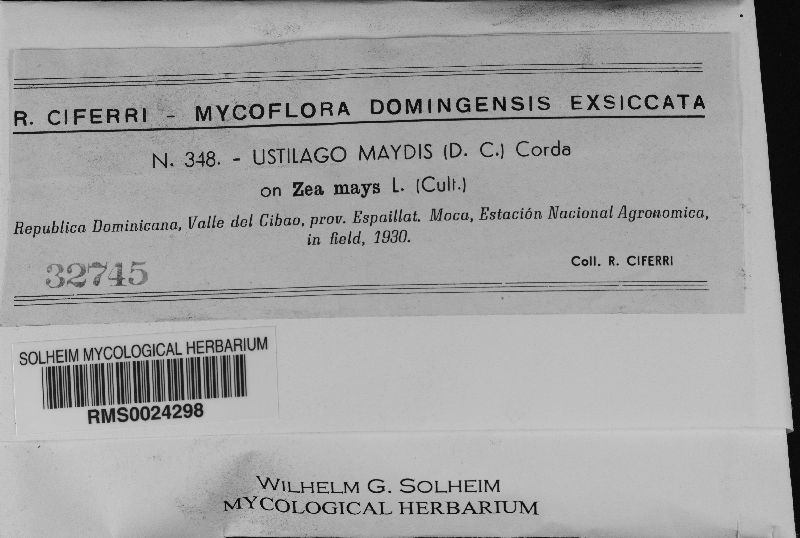 R. CIFERRI - MYCOFLORA DOMINGENSIS EXSICCATA
N. 348. - USTILAGO MAYDIS (D. C.) Corda
on Zea mays L. (Cult.)
Republica Dominicana, Valle del Cibao, prov. Espaillat. Moca, Estación Nacional Agronomica,
in field, 1930.
Coll. R. CIFERRI
32745
SOLHEIM MYCOLOGICAL HERBARIUM
RMS0024298
WILHELM G. SOLHEIM
MYCOLOGICAL HERBARIUM